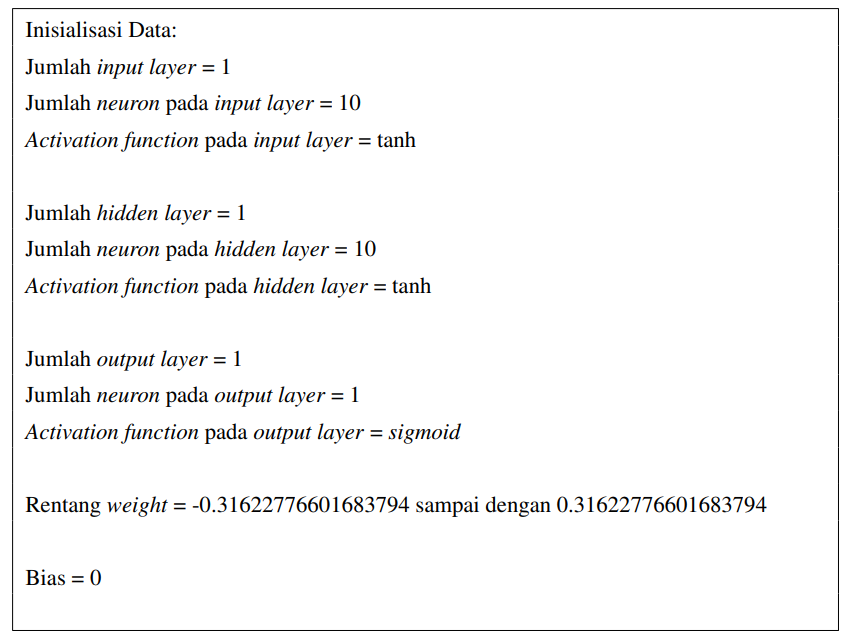 Inisialisasi Data:
Jumlah input layer = 1
Jumlah neuron pada input layer = 10
Activation function pada input layer = tanh
Jumlah hidden layer = 1
Jumlah neuron pada hidden layer = 10
Activation function pada hidden layer = tanh
Jumlah output layer = 1
Jumlah neuron pada output layer = 1
Activation function pada output layer = sigmoid
Rentang weight = -0.31622776601683794 sampai dengan 0.31622776601683794
Bias = 0